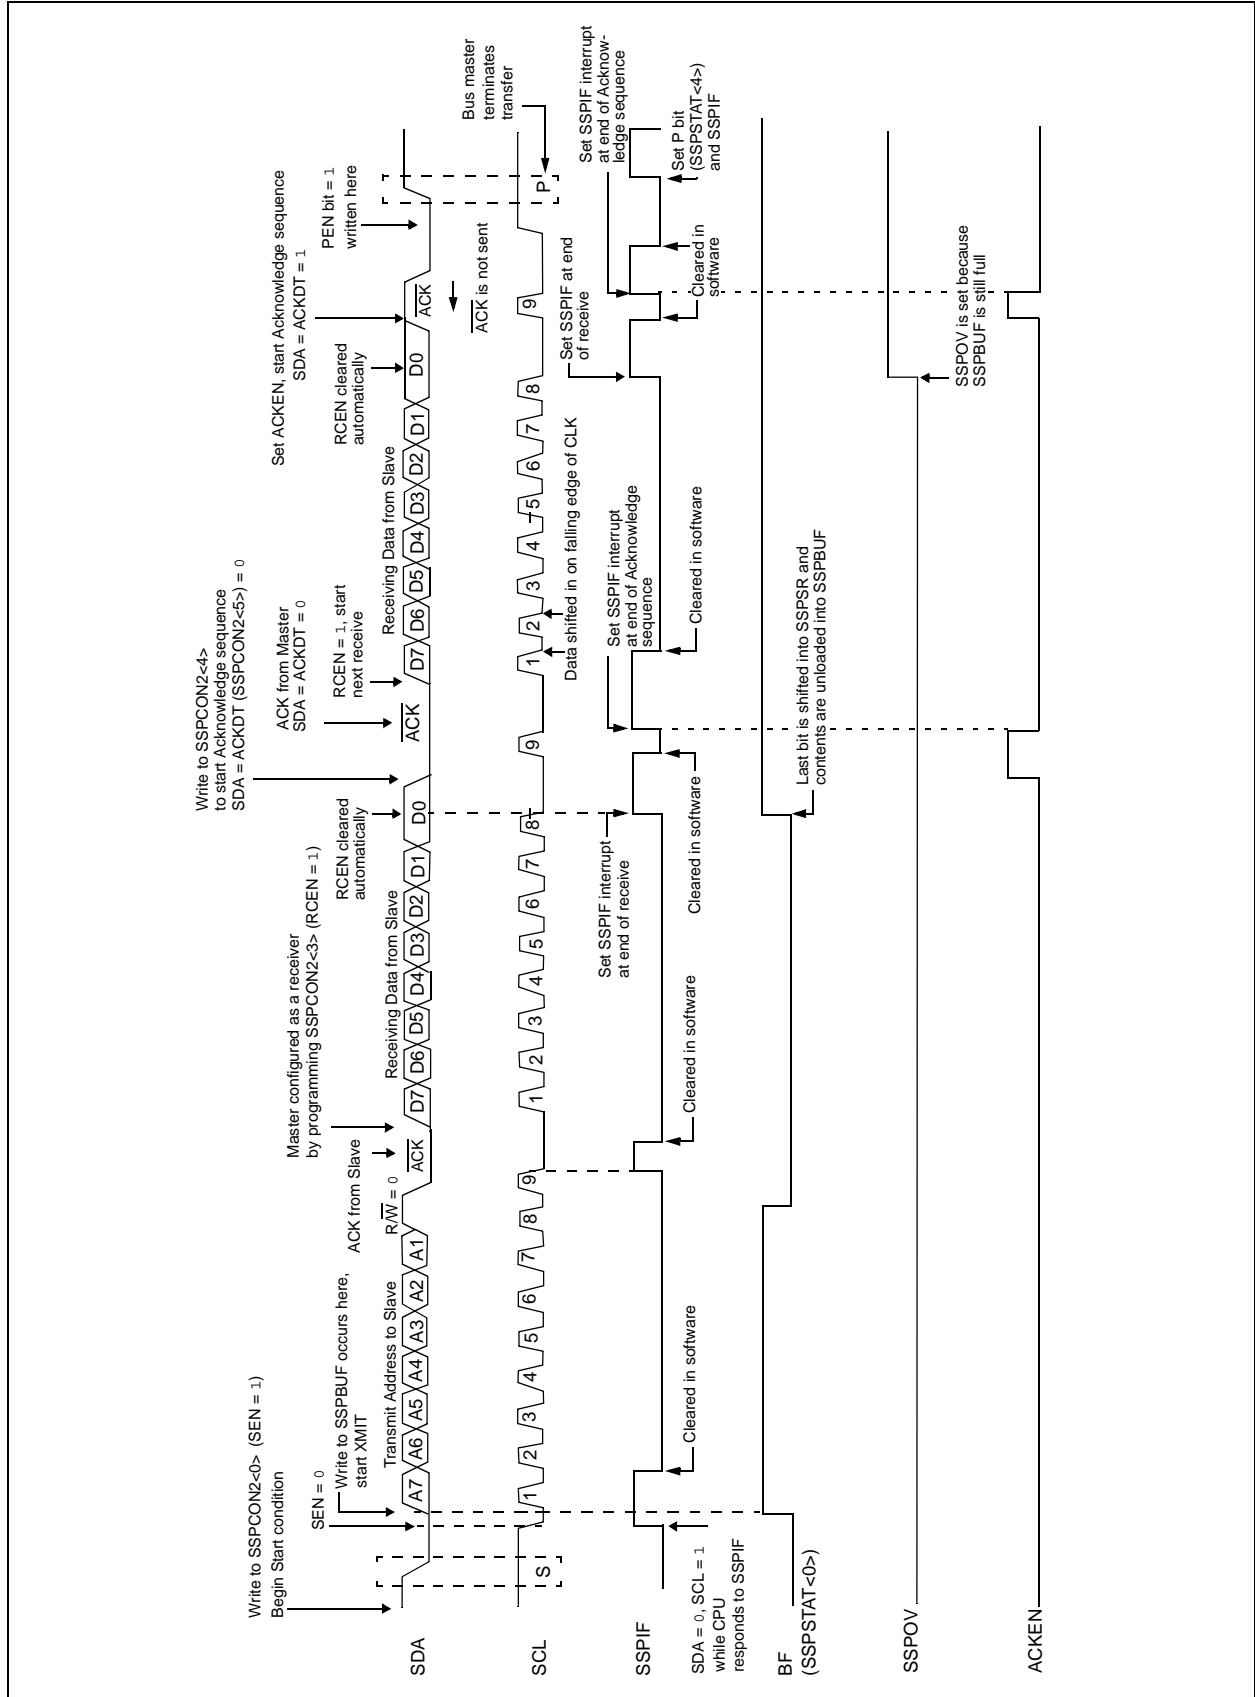 Write to SSPCON2<0> (SEN = 1)
Begin Start condition
SEN = 0
Write to SSPBUF occurs here,
start XMIT
Transmit Address to Slave
R/W = 0
ACK from Slave
Master configured as a receiver
by programming SSPCON2<3> (RCEN = 1)
Receiving Data from Slave
RCEN cleared
automatically
Write to SSPCON2<4>
to start Acknowledge sequence
SDA = ACKDT (SSPCON2<5>) = 0
ACK from Master
SDA = ACKDT = 0
RCEN = 1, start
next receive
Receiving Data from Slave
RCEN cleared
automatically
Set ACKEN, start Acknowledge sequence
SDA = ACKDT = 1
PEN bit = 1
written here
SDA
A7 A6 A5 A4 A3 A2 A1
ACK
D7 D6 D5 D4 D3 D2 D1 D0
ACK
D7 D6 D5 D4 D3 D2 D1 D0
ACK
ACK is not sent
Bus master
terminates
transfer
SCL
S
1 2 3 4 5 6 7 8 9
1 2 3 4 5 6 7 8 9
1 2 3 4 5 6 7 8 9
P
Data shifted in on falling edge of CLK
SSPIF
SDA = 0, SCL = 1
while CPU
responds to SSPIF
Cleared in software
Cleared in software
Set SSPIF interrupt
at end of receive
Cleared in software
Set SSPIF interrupt
at end of Acknowledge
sequence
Cleared in software
Set SSPIF at end
of receive
Cleared in
software
Set SSPIF interrupt
at end of Acknow-
ledge sequence
Set P bit
(SSPSTAT<4>)
and SSPIF
BF
(SSPSTAT<0>)
Last bit is shifted into SSPSR and
contents are unloaded into SSPBUF
SSPOV
SSPOV is set because
SSPBUF is still full
ACKEN